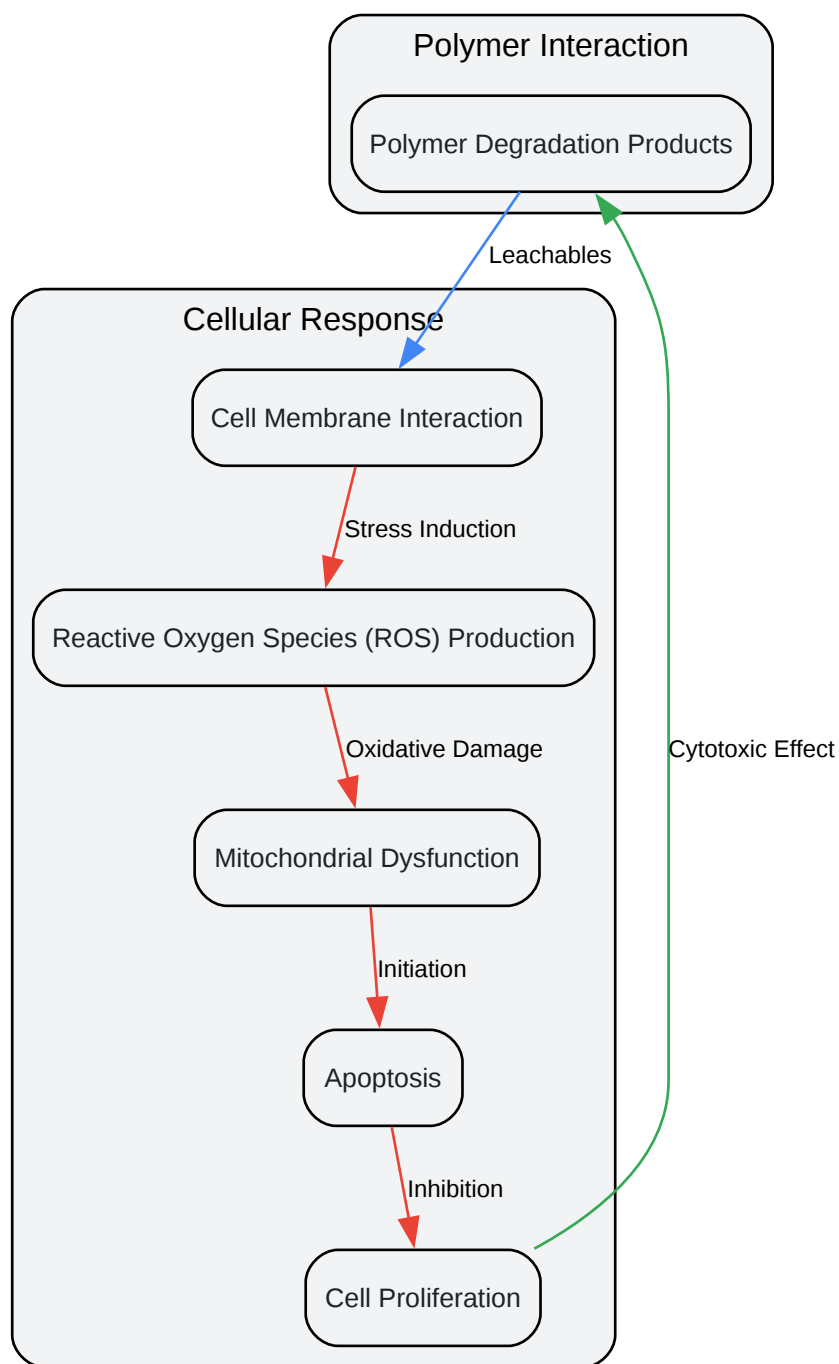 Polymer Interaction
Polymer Degradation Products
Leachables
Cellular Response
Cell Membrane Interaction
Stress Induction
Reactive Oxygen Species (ROS) Production
Oxidative Damage
Cytotoxic Effect
Mitochondrial Dysfunction
Initiation
Apoptosis
Inhibition
Cell Proliferation